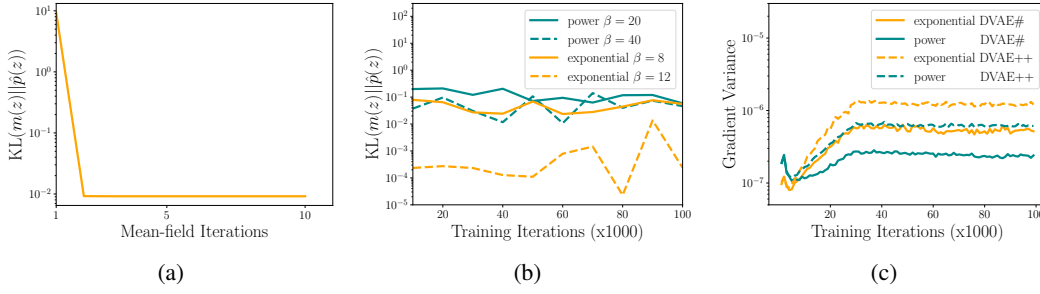 KL(m(z)||p̂(z))
10^1
10^0
10^−1
10^−2
1
5
10
Mean-field Iterations
(a)
KL(m(z)||p̂(z))
10^2
10^1
10^0
10^−1
10^−2
10^−3
10^−4
10^−5
power β = 20
power β = 40
exponential β = 8
exponential β = 12
20
40
60
80
100
Training Iterations (x1000)
(b)
Gradient Variance
10^−5
10^−6
10^−7
exponential DVAE#
power DVAE#
exponential DVAE++
power DVAE++
20
40
60
80
100
Training Iterations (x1000)
(c)